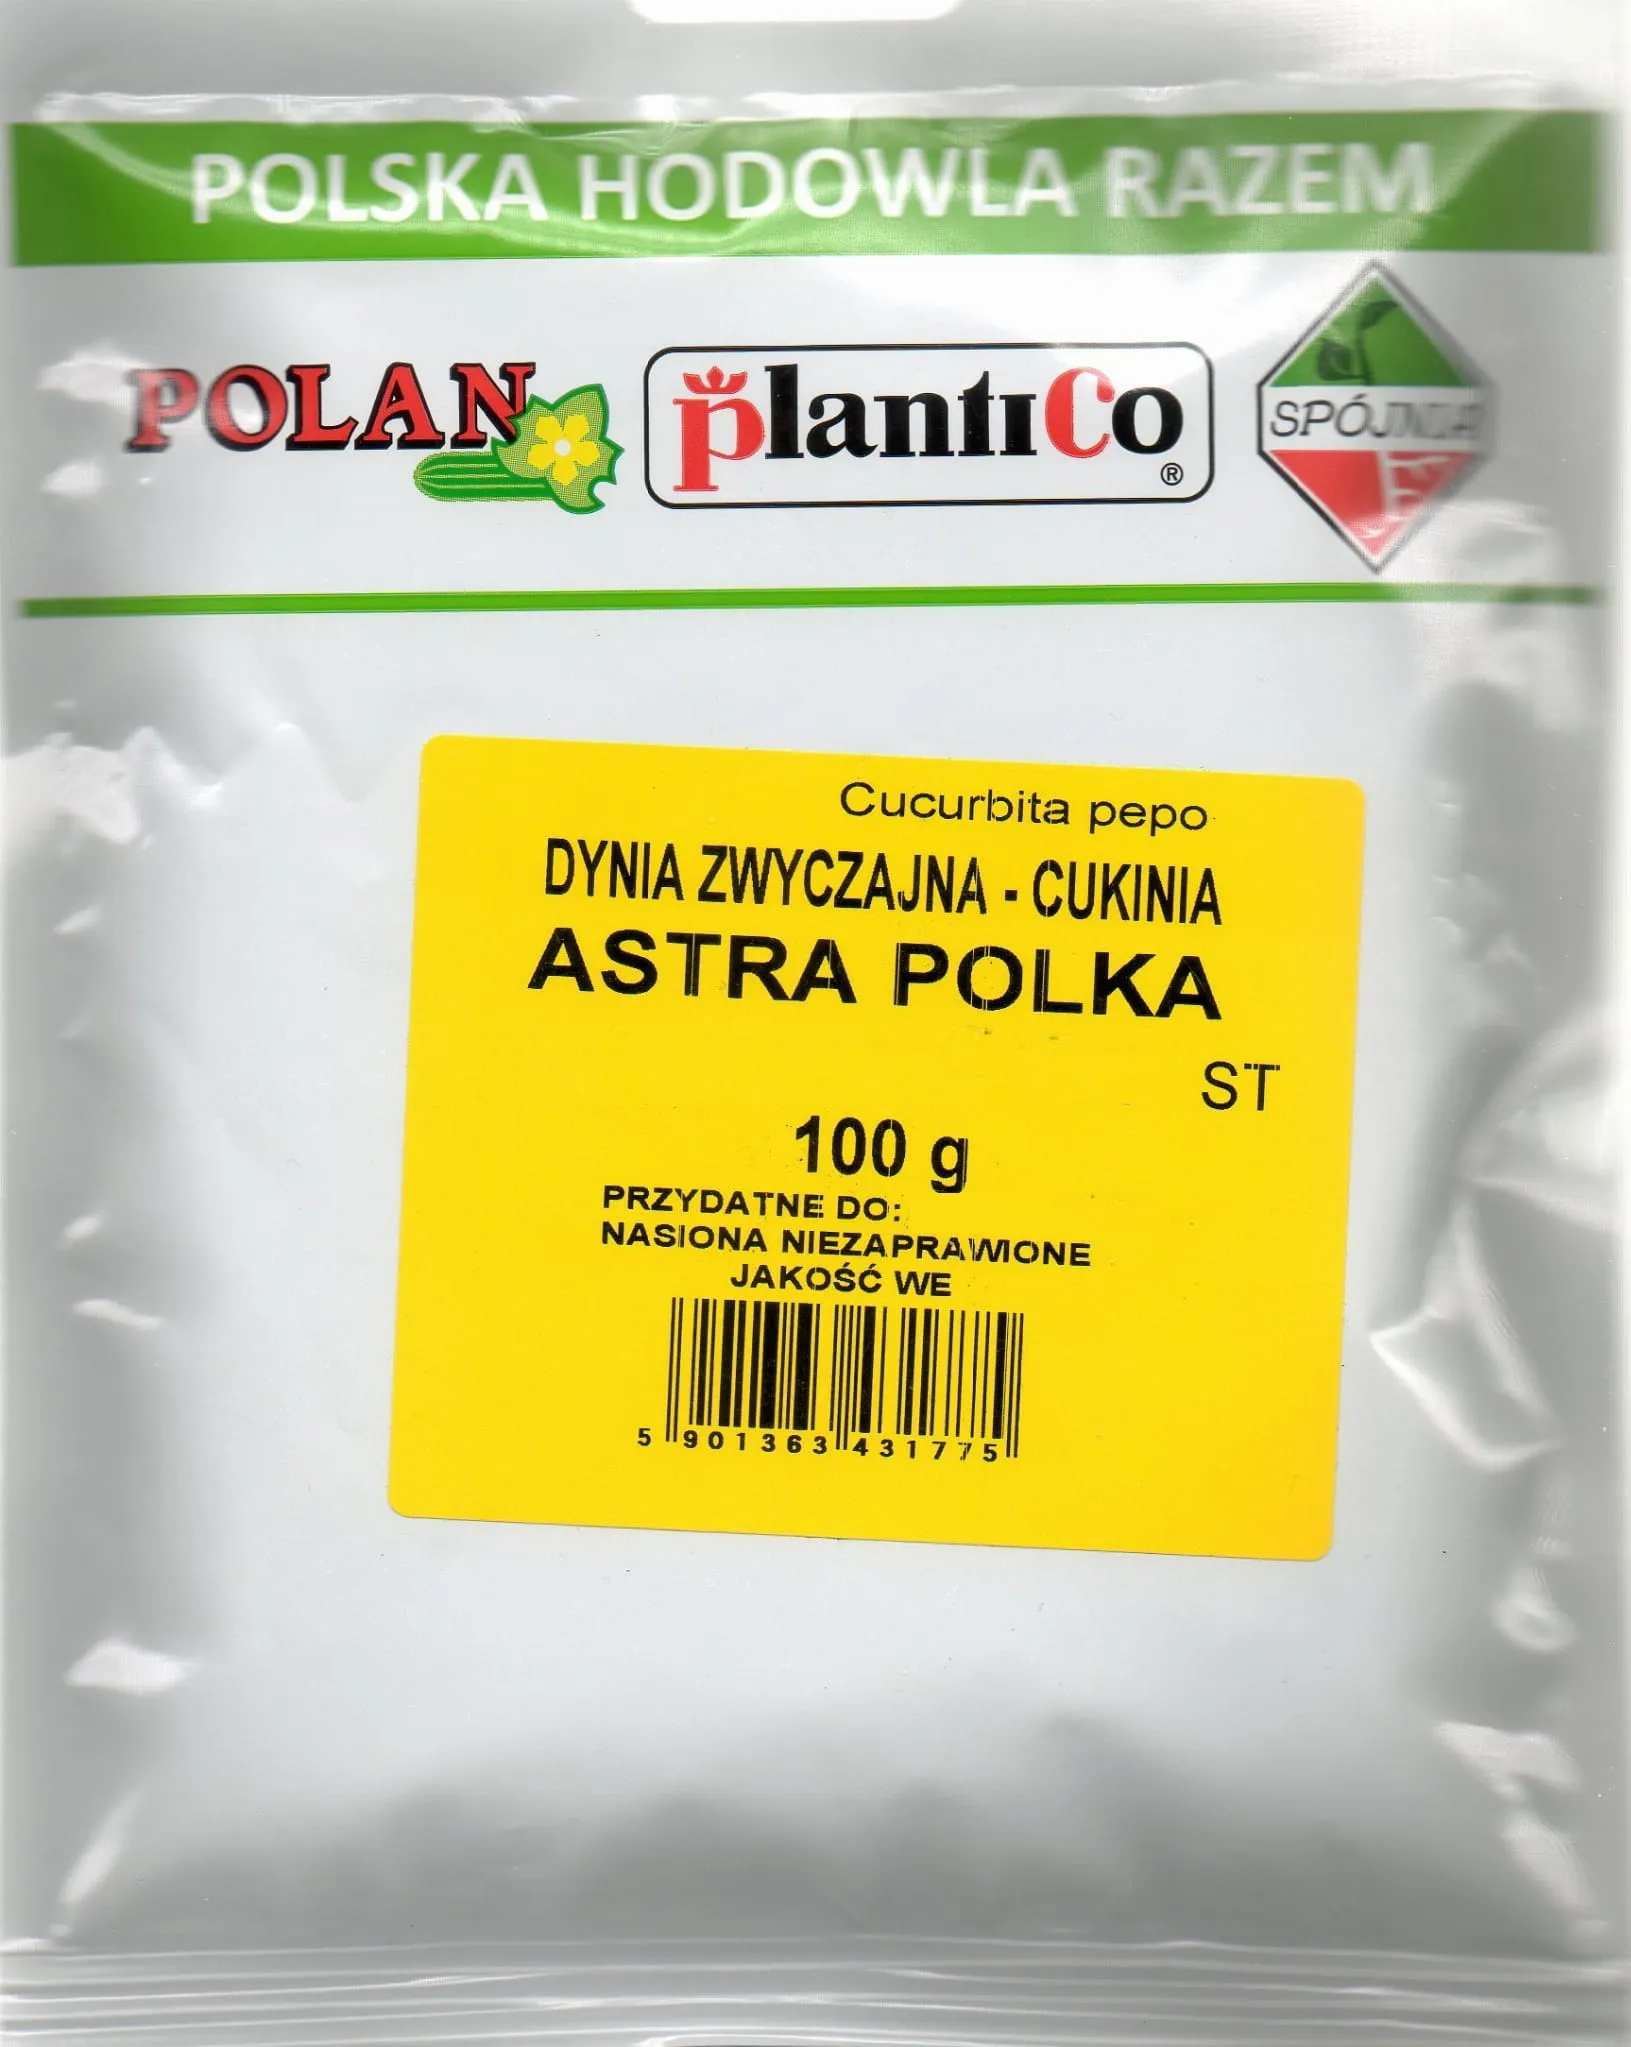 POLSKA HODOWLA RAZEM
POLAN
plantico
®
SPÓJNIA
Cucurbita pepo
DYNIA ZWYCZAJNA - CUKINIA
ASTRA POLKA
ST
100 g
PRZYDATNE DO:
NASIONA NIEZAPRAWIONE
JAKOŚĆ WE
5 901363 431775